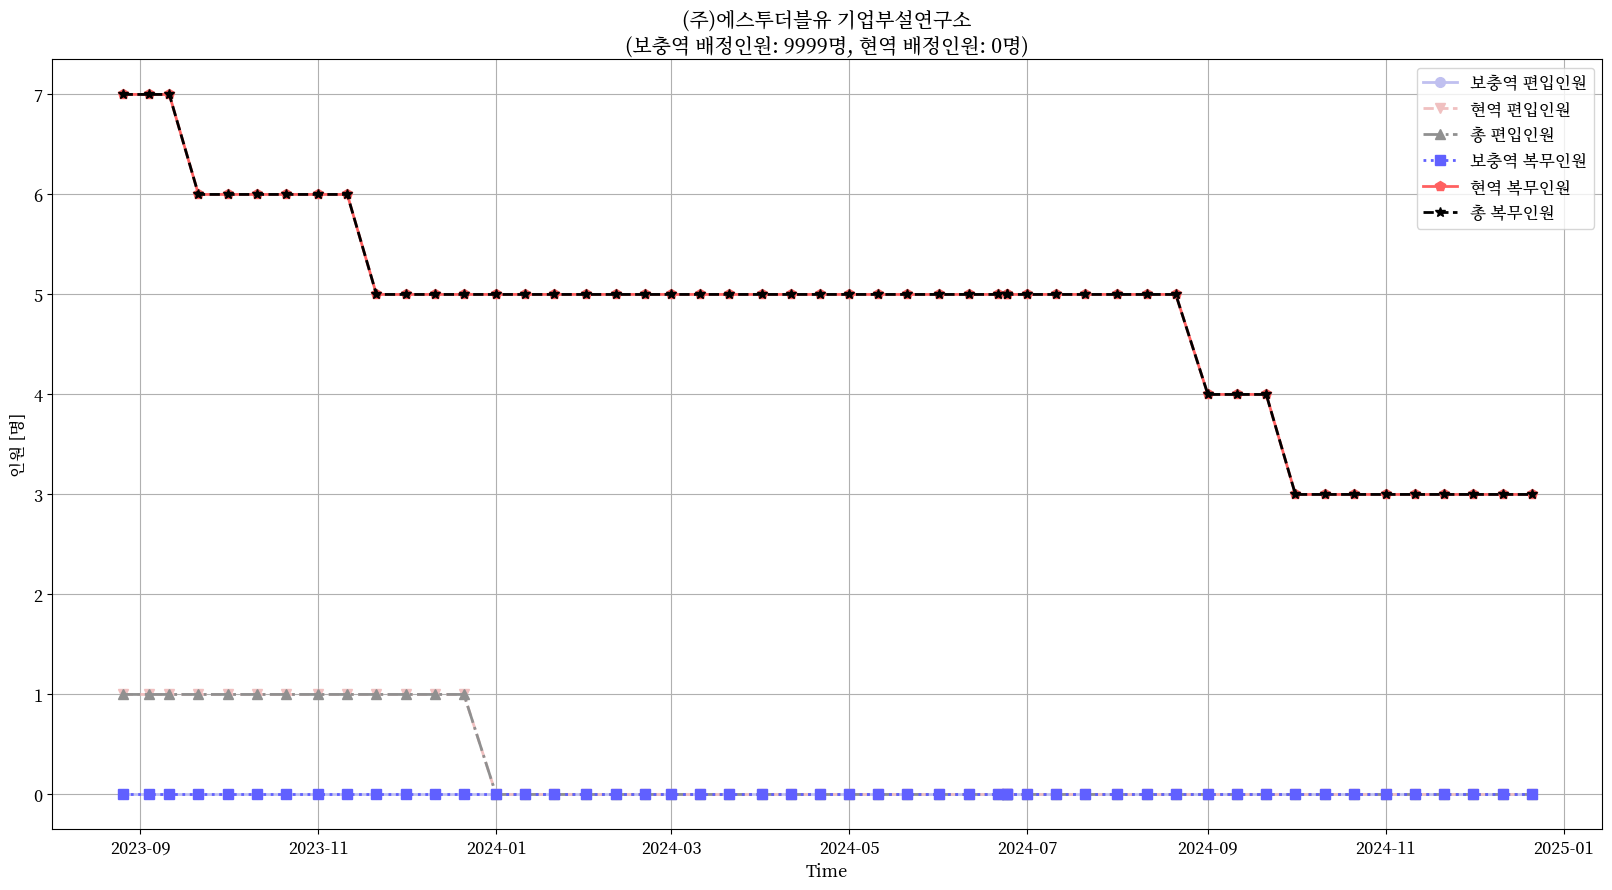 (주)에스투더블유 기업부설연구소
(보충역 배정인원: 9999명, 현역 배정인원: 0명)
보충역 편입인원
현역 편입인원
총 편입인원
보충역 복무인원
현역 복무인원
총 복무인원
인원 [명]
7
6
5
4
3
2
1
0
2023-09
2023-11
2024-01
2024-03
2024-05
2024-07
2024-09
2024-11
2025-01
Time